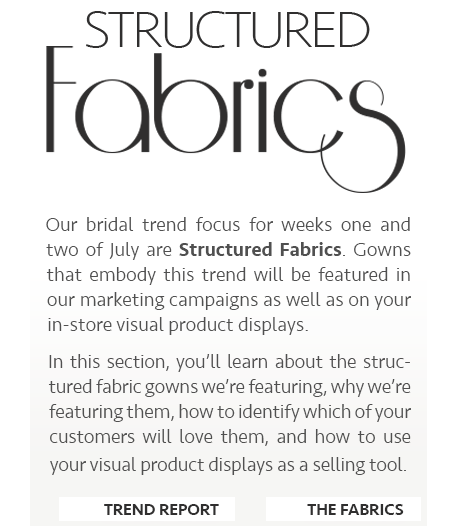 STRUCTURED
Fabrics
Our bridal trend focus for weeks one and
two of July are Structured Fabrics. Gowns
that embody this trend will be featured in
our marketing campaigns as well as on your
in-store visual product displays.
In this section, you'll learn about the struc-
tured fabric gowns we're featuring, why we're
featuring them, how to identify which of your
customers will love them, and how to use
your visual product displays as a selling tool.
TREND REPORT THE FABRICS